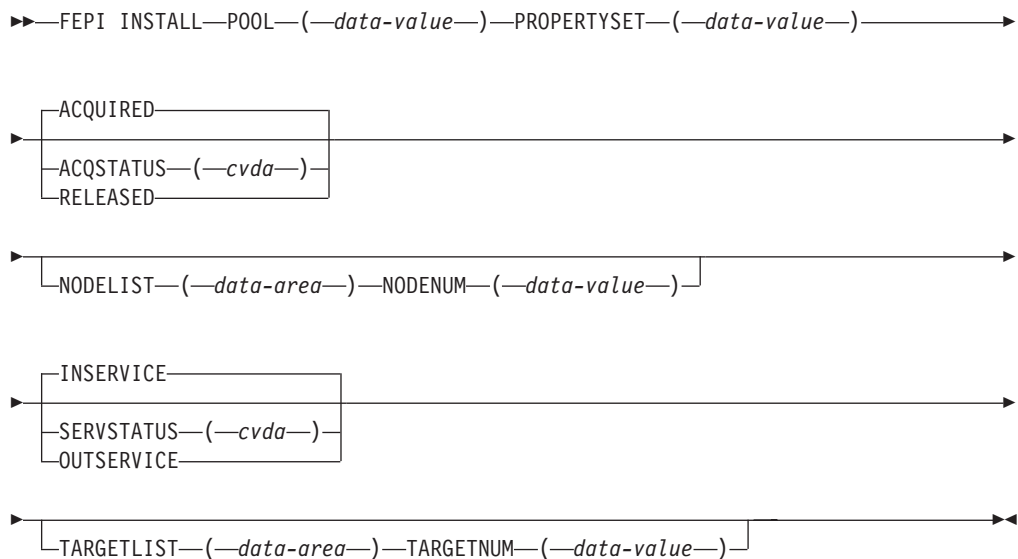 FEPI INSTALL POOL ( data-value ) PROPERTYSET ( data-value )
ACQUIRED
ACQSTATUS ( cvda )
RELEASED
NODELIST ( data-area ) NODENUM ( data-value )
INSERVICE
SERVSTATUS ( cvda )
OUTSERVICE
TARGETLIST ( data-area ) TARGETNUM ( data-value )